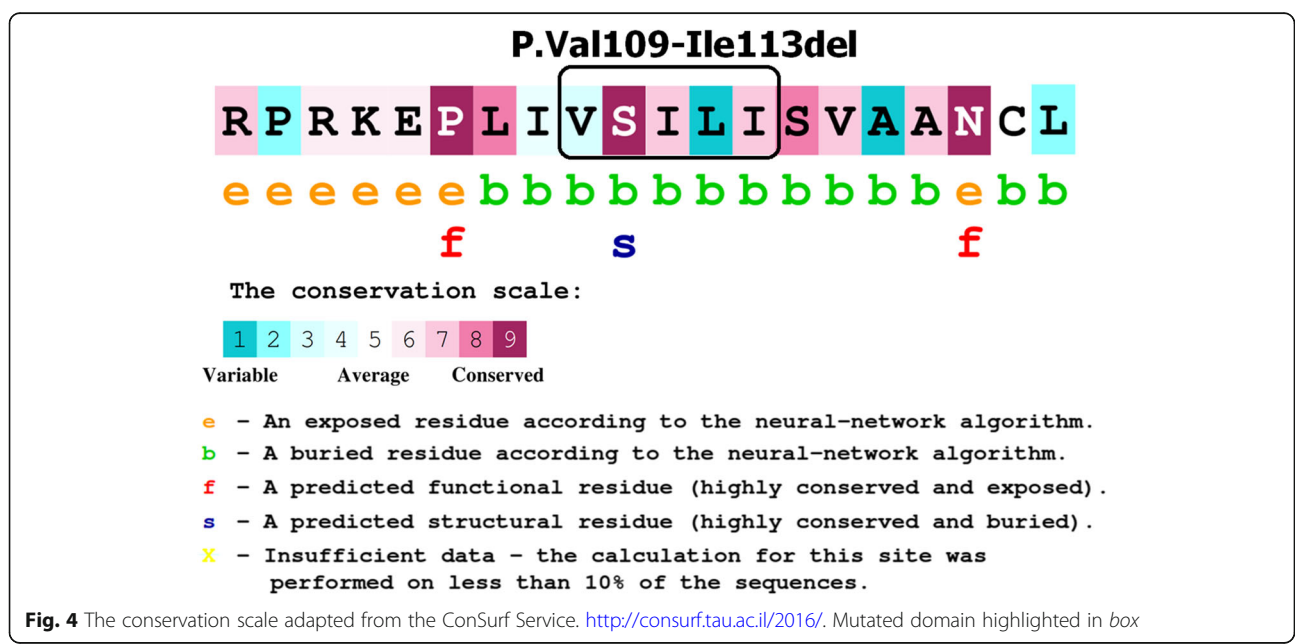 P.Val109-Ile113del
R P R K E P L I V S I L I S V A A N C L
e e e e e e b b b b b b b b b b b e b b
f s f
The conservation scale:
1 2 3 4 5 6 7 8 9
Variable Average Conserved
e – An exposed residue according to the neural-network algorithm.
b – A buried residue according to the neural-network algorithm.
f – A predicted functional residue (highly conserved and exposed).
s – A predicted structural residue (highly conserved and buried).
X – Insufficient data – the calculation for this site was
performed on less than 10% of the sequences.
Fig. 4 The conservation scale adapted from the ConSurf Service. http://consurf.tau.ac.il/2016/. Mutated domain highlighted in box